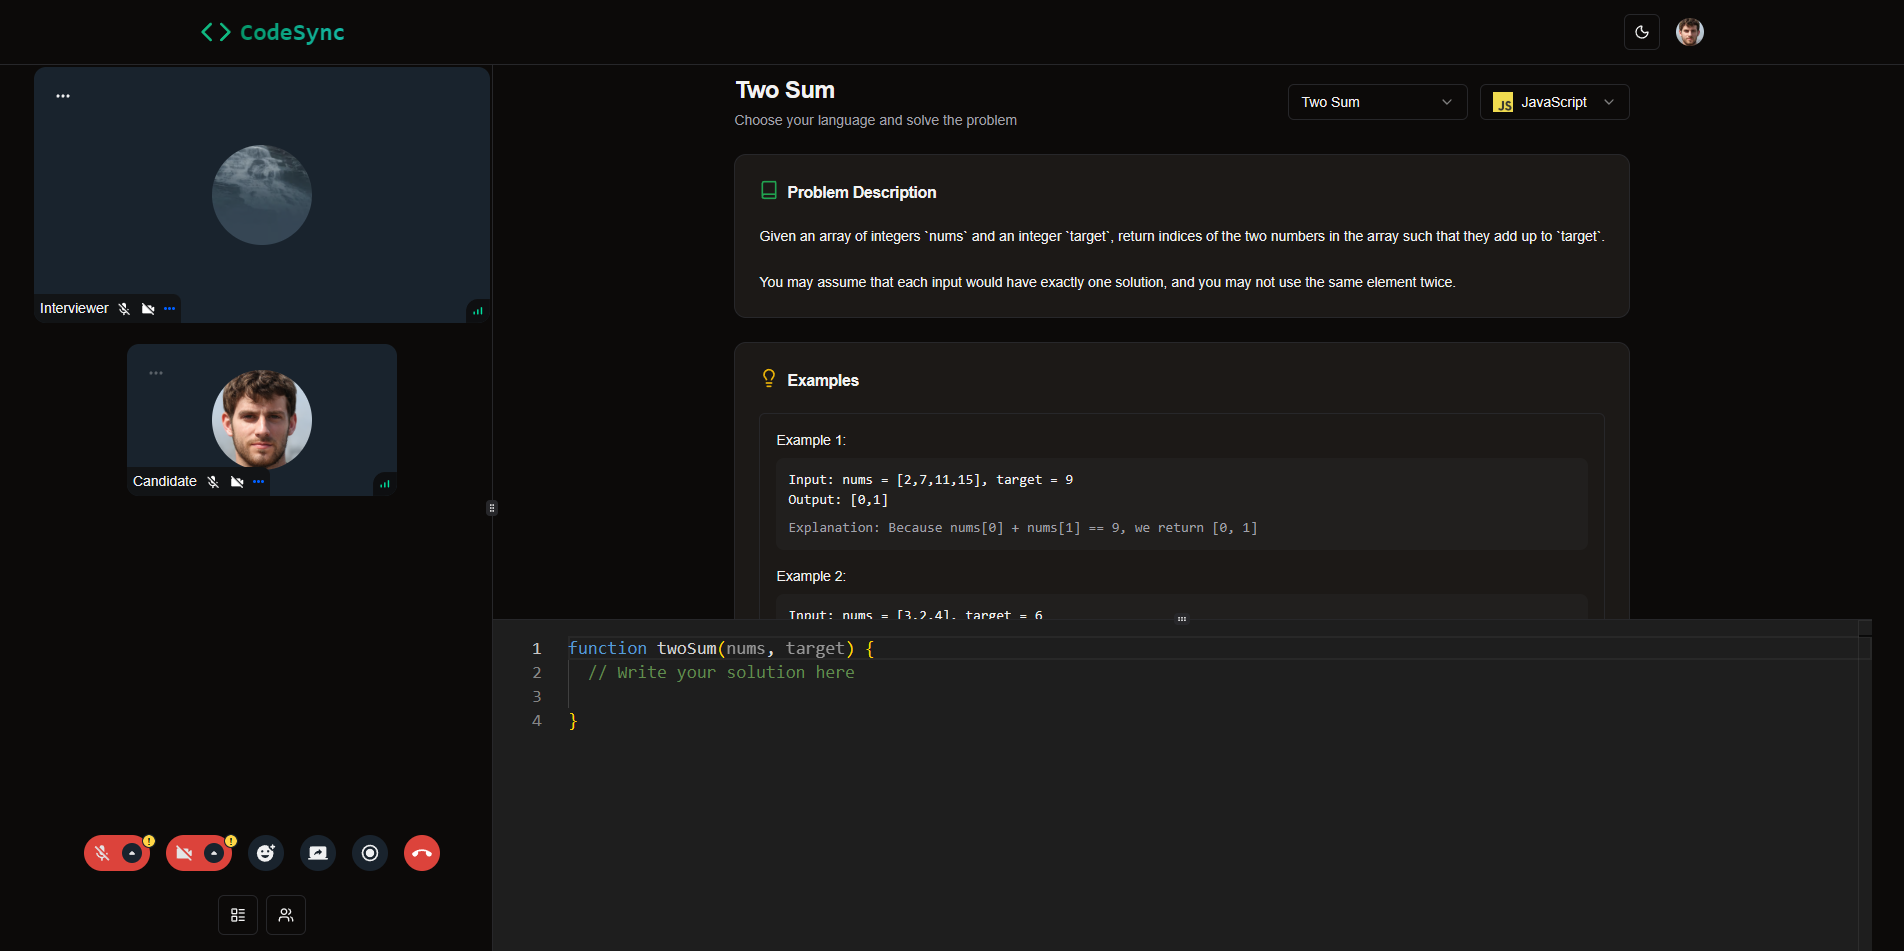 <> CodeSync
Interviewer
Candidate
Two Sum
Choose your language and solve the problem
Two Sum
JS JavaScript
Problem Description
Given an array of integers `nums` and an integer `target`, return indices of the two numbers in the array such that they add up to `target`.
You may assume that each input would have exactly one solution, and you may not use the same element twice.
Examples
Example 1:
Input: nums = [2,7,11,15], target = 9
Output: [0,1]
Explanation: Because nums[0] + nums[1] == 9, we return [0, 1]
Example 2:
Input: nums = [3,2,4], target = 6
1 function twoSum(nums, target) {
2 // Write your solution here
3
4 }